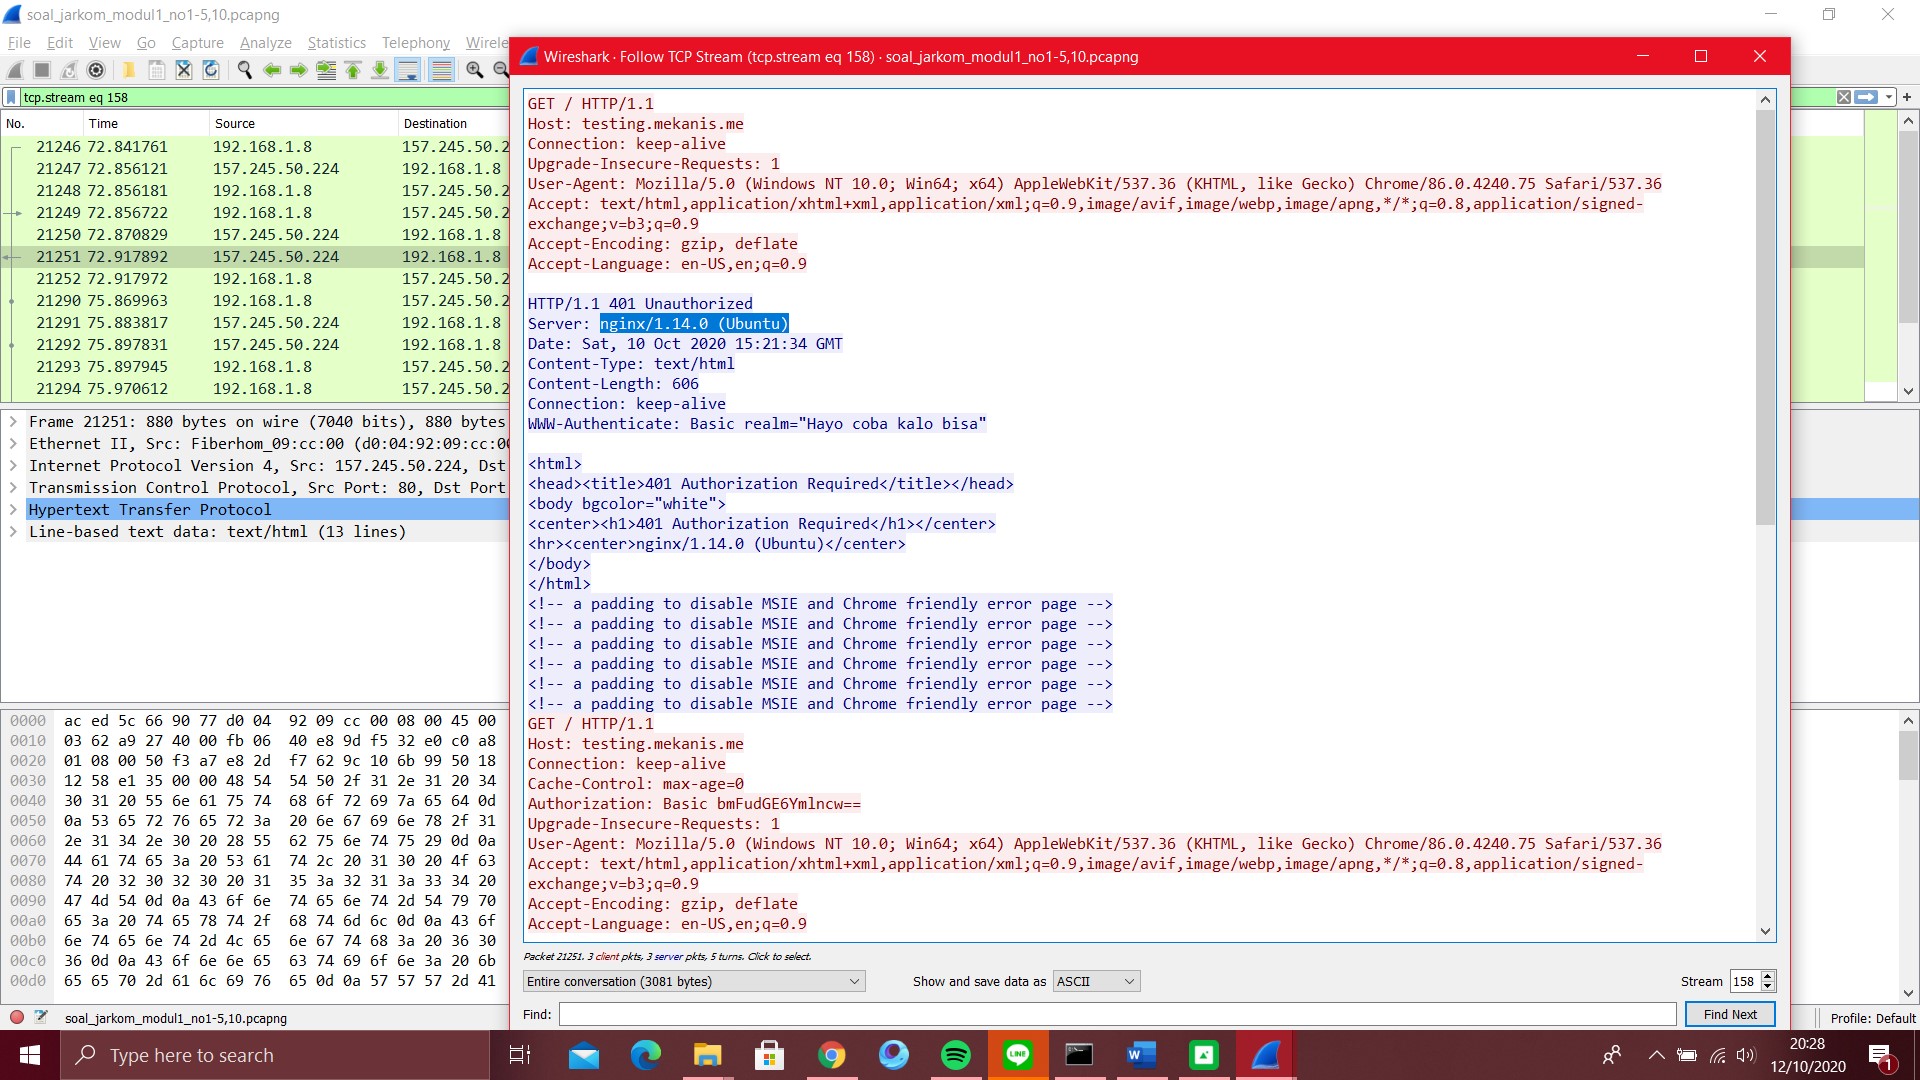 soal_jarkom_modul1_no1-5,10.pcapng
File Edit View Go Capture Analyze Statistics Telephony Wirele
tcp.stream eq 158
No. Time Source Destination
21246 72.841761 192.168.1.8 157.245.50.2
21247 72.856121 157.245.50.224 192.168.1.8
21248 72.856181 192.168.1.8 157.245.50.2
21249 72.856722 192.168.1.8 157.245.50.2
21250 72.870829 157.245.50.224 192.168.1.8
21251 72.917892 157.245.50.224 192.168.1.8
21252 72.917972 192.168.1.8 157.245.50.2
21290 75.869963 192.168.1.8 157.245.50.2
21291 75.883817 157.245.50.224 192.168.1.8
21292 75.897831 157.245.50.224 192.168.1.8
21293 75.897945 192.168.1.8 157.245.50.2
21294 75.970612 192.168.1.8 157.245.50.2
Frame 21251: 880 bytes on wire (7040 bits), 880 bytes
Ethernet II, Src: Fiberhom_09:cc:00 (d0:04:92:09:cc:00
Internet Protocol Version 4, Src: 157.245.50.224, Dst
Transmission Control Protocol, Src Port: 80, Dst Port
Hypertext Transfer Protocol
Line-based text data: text/html (13 lines)
0000 ac ed 5c 66 90 77 d0 04 92 09 cc 00 08 00 45 00
0010 03 62 a9 27 40 00 fb 06 40 e8 9d f5 32 e0 c0 a8
0020 01 08 00 50 f3 a7 e8 2d f7 62 9c 10 6b 99 50 18
0030 12 58 e1 35 00 00 48 54 54 50 2f 31 2e 31 20 34
0040 30 31 20 55 6e 61 75 74 68 6f 72 69 7a 65 64 0d
0050 0a 53 65 72 76 65 72 3a 20 6e 67 69 6e 78 2f 31
0060 2e 31 34 2e 30 20 28 55 62 75 6e 74 75 29 0d 0a
0070 44 61 74 65 3a 20 53 61 74 2c 20 31 30 20 4f 63
0080 74 20 32 30 32 30 20 31 35 3a 32 31 3a 33 34 20
0090 47 4d 54 0d 0a 43 6f 6e 74 65 6e 74 2d 54 79 70
00a0 65 3a 20 74 65 78 74 2f 68 74 6d 6c 0d 0a 43 6f
00b0 6e 74 65 6e 74 2d 4c 65 6e 67 74 68 3a 20 36 30
00c0 36 0d 0a 43 6f 6e 6e 65 63 74 69 6f 6e 3a 20 6b
00d0 65 65 70 2d 61 6c 69 76 65 0d 0a 57 57 57 2d 41
soal_jarkom_modul1_no1-5,10.pcapng
Profile: Default
Wireshark · Follow TCP Stream (tcp.stream eq 158) · soal_jarkom_modul1_no1-5,10.pcapng
GET / HTTP/1.1
Host: testing.mekanis.me
Connection: keep-alive
Upgrade-Insecure-Requests: 1
User-Agent: Mozilla/5.0 (Windows NT 10.0; Win64; x64) AppleWebKit/537.36 (KHTML, like Gecko) Chrome/86.0.4240.75 Safari/537.36
Accept: text/html,application/xhtml+xml,application/xml;q=0.9,image/avif,image/webp,image/apng,*/*;q=0.8,application/signed-
exchange;v=b3;q=0.9
Accept-Encoding: gzip, deflate
Accept-Language: en-US,en;q=0.9
HTTP/1.1 401 Unauthorized
Server: nginx/1.14.0 (Ubuntu)
Date: Sat, 10 Oct 2020 15:21:34 GMT
Content-Type: text/html
Content-Length: 606
Connection: keep-alive
WWW-Authenticate: Basic realm="Hayo coba kalo bisa"
<html>
<head><title>401 Authorization Required</title></head>
<body bgcolor="white">
<center><h1>401 Authorization Required</h1></center>
<hr><center>nginx/1.14.0 (Ubuntu)</center>
</body>
</html>
<!-- a padding to disable MSIE and Chrome friendly error page -->
<!-- a padding to disable MSIE and Chrome friendly error page -->
<!-- a padding to disable MSIE and Chrome friendly error page -->
<!-- a padding to disable MSIE and Chrome friendly error page -->
<!-- a padding to disable MSIE and Chrome friendly error page -->
<!-- a padding to disable MSIE and Chrome friendly error page -->
GET / HTTP/1.1
Host: testing.mekanis.me
Connection: keep-alive
Cache-Control: max-age=0
Authorization: Basic bmFudGE6Ymlncw==
Upgrade-Insecure-Requests: 1
User-Agent: Mozilla/5.0 (Windows NT 10.0; Win64; x64) AppleWebKit/537.36 (KHTML, like Gecko) Chrome/86.0.4240.75 Safari/537.36
Accept: text/html,application/xhtml+xml,application/xml;q=0.9,image/avif,image/webp,image/apng,*/*;q=0.8,application/signed-
exchange;v=b3;q=0.9
Accept-Encoding: gzip, deflate
Accept-Language: en-US,en;q=0.9
Packet 21251. 3 client pkts, 3 server pkts, 5 turns. Click to select.
Entire conversation (3081 bytes) Show and save data as ASCII Stream 158
Find: Find Next
Type here to search
LINE
20:28
12/10/2020
1